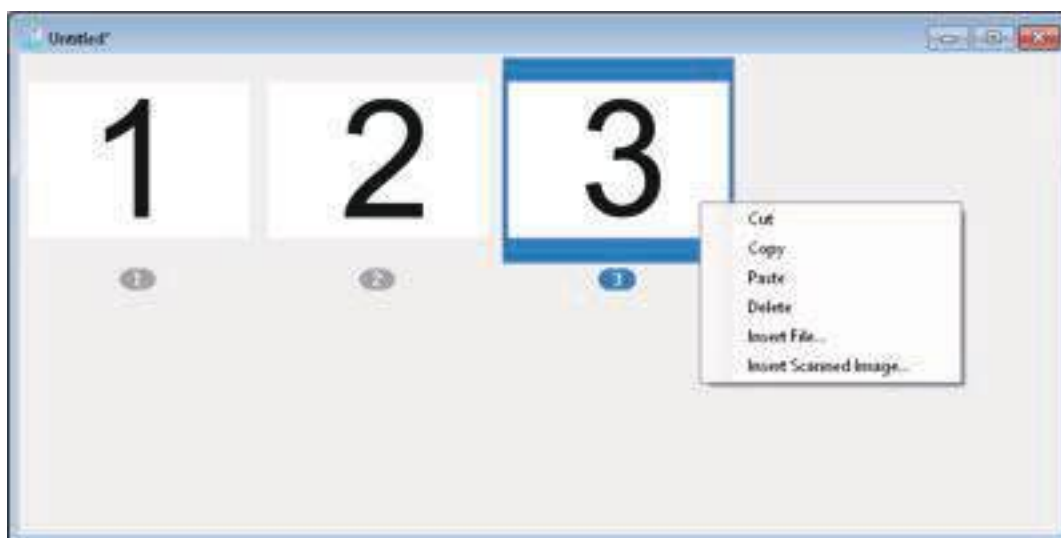 Untitled*
1 2 3
1 2 3
Cut
Copy
Paste
Delete
Insert File...
Insert Scanned Image...